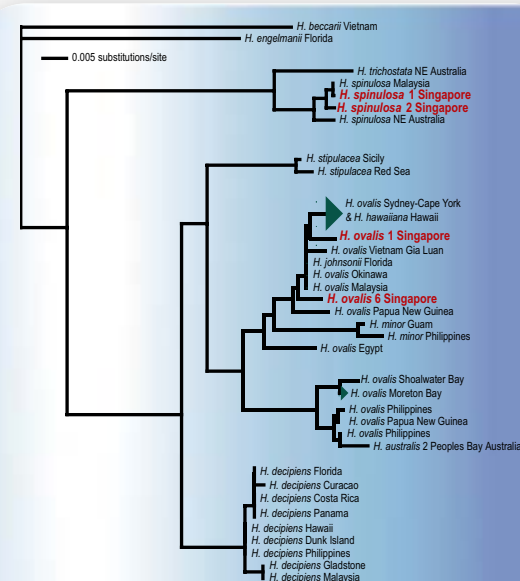 H. beccarii Vietnam
H. engelmanii Florida
0.005 substitutions/site
H. trichostata NE Australia
H. spinulosa Malaysia
H. spinulosa 1 Singapore
H. spinulosa 2 Singapore
H. spinulosa NE Australia
H. stipulacea Sicily
H. stipulacea Red Sea
H. ovalis Sydney-Cape York
& H. hawaiiana Hawaii
H. ovalis 1 Singapore
H. ovalis Vietnam Gia Luan
H. johnsonii Florida
H. ovalis Okinawa
H. ovalis Malaysia
H. ovalis 6 Singapore
H. ovalis Papua New Guinea
H. minor Guam
H. minor Philippines
H. ovalis Egypt
H. ovalis Shoalwater Bay
H. ovalis Moreton Bay
H. ovalis Philippines
H. ovalis Papua New Guinea
H. ovalis Philippines
H. australis 2 Peoples Bay Australia
H. decipiens Florida
H. decipiens Curacao
H. decipiens Costa Rica
H. decipiens Panama
H. decipiens Hawaii
H. decipiens Dunk Island
H. decipiens Philippines
H. decipiens Gladstone
H. decipiens Malaysia